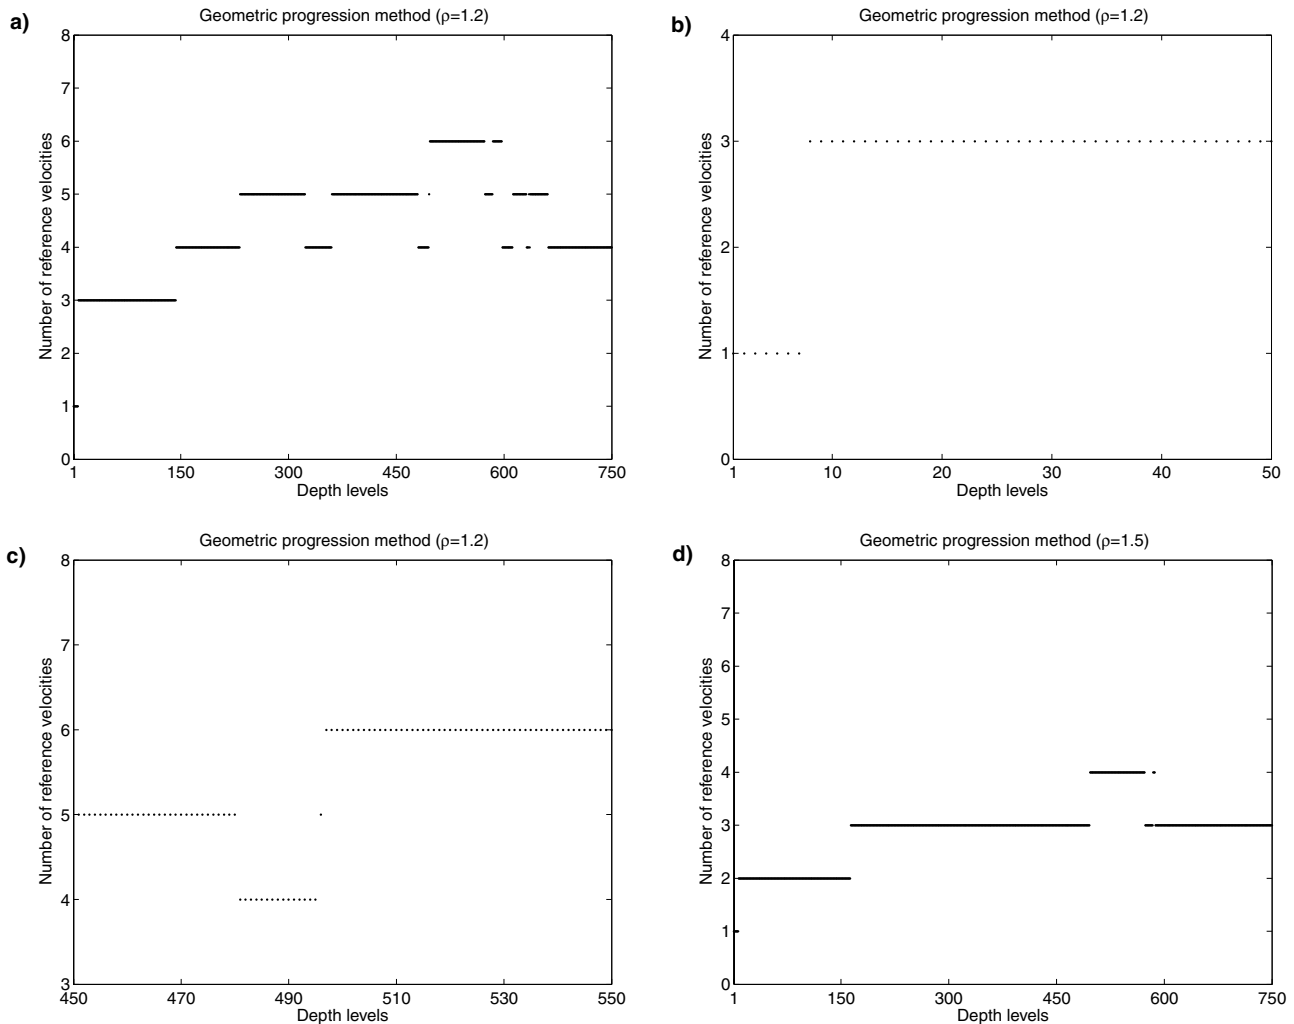 a)
Geometric progression method (ρ=1.2)
8
7
6
5
4
3
2
1
0
Number of reference velocities
1 150 300 450 600 750
Depth levels
b)
Geometric progression method (ρ=1.2)
4
3
2
1
0
Number of reference velocities
1 10 20 30 40 50
Depth levels
c)
Geometric progression method (ρ=1.2)
8
7
6
5
4
3
Number of reference velocities
450 470 490 510 530 550
Depth levels
d)
Geometric progression method (ρ=1.5)
8
7
6
5
4
3
2
1
0
Number of reference velocities
1 150 300 450 600 750
Depth levels